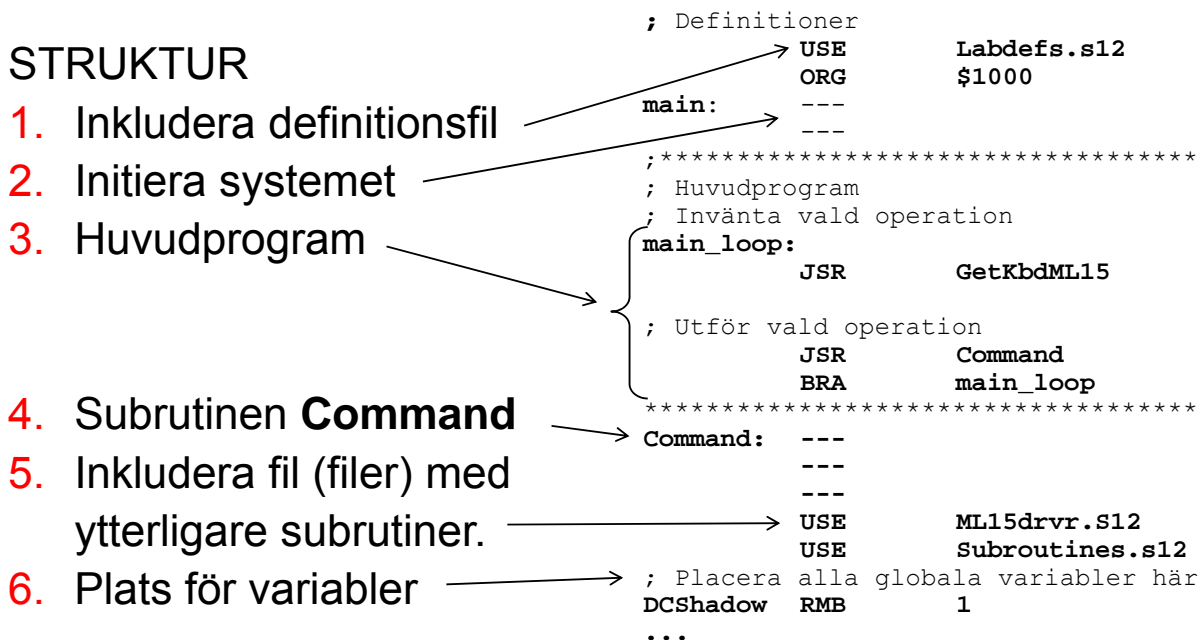 STRUKTUR
1. Inkludera definitionsfil
2. Initiera systemet
3. Huvudprogram
4. Subrutinen Command
5. Inkludera fil (filer) med
ytterligare subrutiner.
6. Plats för variabler
; Definitioner
USE Labdefs.s12
ORG $1000
main: ---
---
;***********************************
; Huvudprogram
; Invänta vald operation
main_loop:
JSR GetKbdML15
; Utför vald operation
JSR Command
BRA main_loop
************************************
Command: ---
---
---
USE ML15drvr.S12
USE Subroutines.s12
; Placera alla globala variabler här
DCShadow RMB 1
...